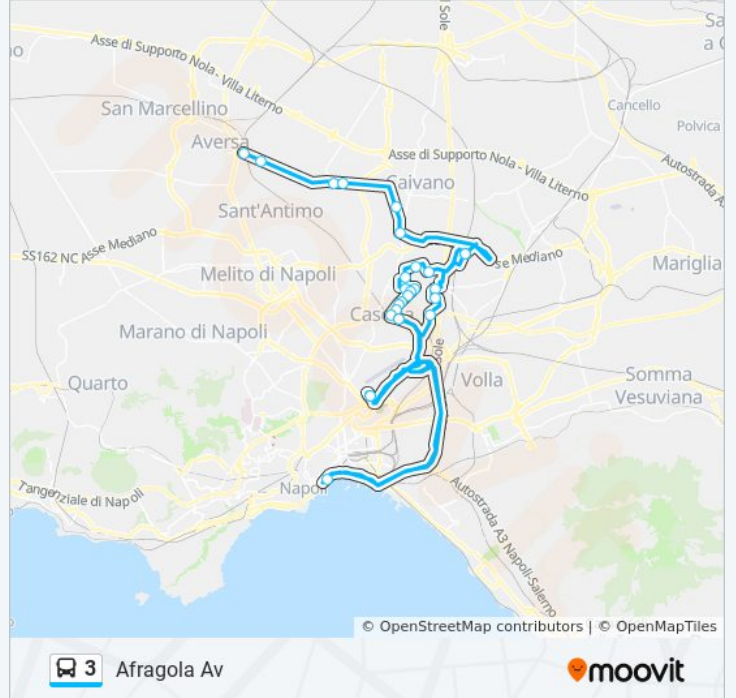 l Sole
Asse di Supporto Nola - Villa Literno
San Marcellino
Cancello
Polvica
Aversa
Asse di Supporto Nola - Villa Literno
Autostrada A
Caivano
Sant'Antimo
SS162 NC Asse Mediano
se Mediano
Mariglia
Melito di Napoli
Marano di Napoli
Sole
Quarto
Volla
Somma
Vesuviana
Tangenziale di Napoli
Napoli
Autostrada A3 Napoli-Salerno
© OpenStreetMap contributors | © OpenMapTiles
3 Afragola Av
moovit